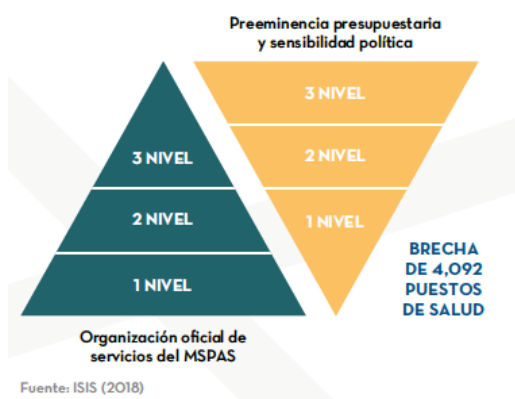 Preeminencia presupuestaria
y sensibilidad política
3 NIVEL
2 NIVEL
1 NIVEL
3 NIVEL
2 NIVEL
1 NIVEL
BRECHA
DE 4,092
PUESTOS
DE SALUD
Organización oficial de
servicios del MSPAS
Fuente: ISIS (2018)